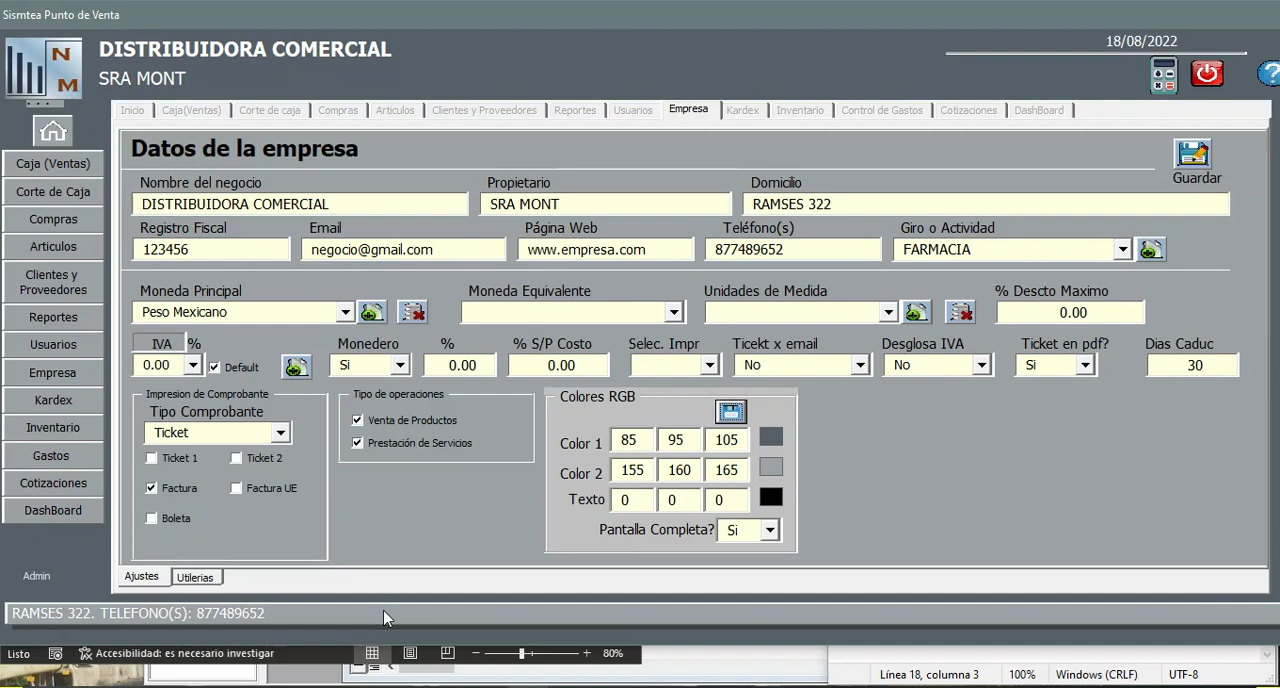 Sismtea Punto de Venta
N M
DISTRIBUIDORA COMERCIAL
18/08/2022
SRA MONT
?
Inicio Caja(Ventas) Corte de caja Compras Articulos Clientes y Proveedores Reportes Usuarios Empresa Kardex Inventario Control de Gastos Cotizaciones DashBoard
Caja (Ventas)
Corte de Caja
Compras
Articulos
Clientes y
Proveedores
Reportes
Usuarios
Empresa
Kardex
Inventario
Gastos
Cotizaciones
DashBoard
Admin
Datos de la empresa
Guardar
Nombre del negocio Propietario Domicilio
DISTRIBUIDORA COMERCIAL SRA MONT RAMSES 322
Registro Fiscal Email Página Web Teléfono(s) Giro o Actividad
123456 negocio@gmail.com www.empresa.com 877489652 FARMACIA
Moneda Principal Moneda Equivalente Unidades de Medida % Descto Maximo
Peso Mexicano 0.00
IVA % Monedero % % S/P Costo Selec. Impr Ticekt x email Desglosa IVA Ticket en pdf? Dias Caduc
0.00 Default Si 0.00 0.00 No No Si 30
Impresion de Comprobante
Tipo Comprobante
Ticket
Ticket 1 Ticket 2
Factura Factura UE
Boleta
Tipo de operaciones
Venta de Productos
Prestación de Servicios
Colores RGB
Color 1 85 95 105
Color 2 155 160 165
Texto 0 0 0
Pantalla Completa? Si
Ajustes Utilerias
RAMSES 322. TELEFONO(S): 877489652
Listo Accesibilidad: es necesario investigar − + 80%
Línea 18, columna 3 100% Windows (CRLF) UTF-8